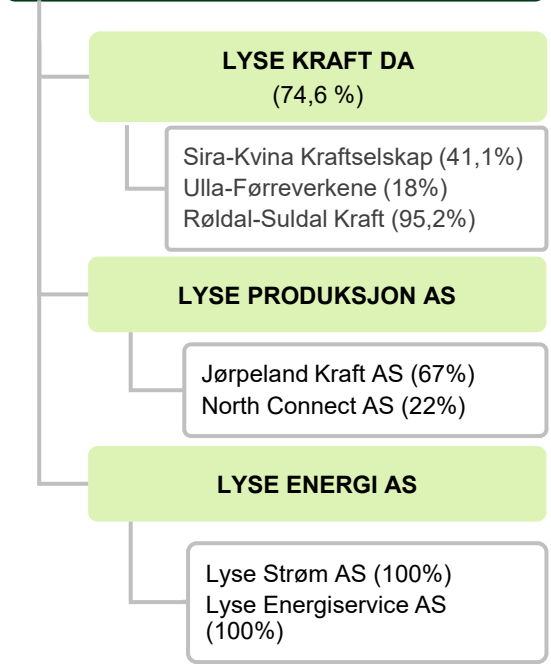 LYSE KRAFT DA
(74,6 %)
Sira-Kvina Kraftselskap (41,1%)
Ulla-Førreverkene (18%)
Røldal-Suldal Kraft (95,2%)
LYSE PRODUKSJON AS
Jørpeland Kraft AS (67%)
North Connect AS (22%)
LYSE ENERGI AS
Lyse Strøm AS (100%)
Lyse Energiservice AS
(100%)